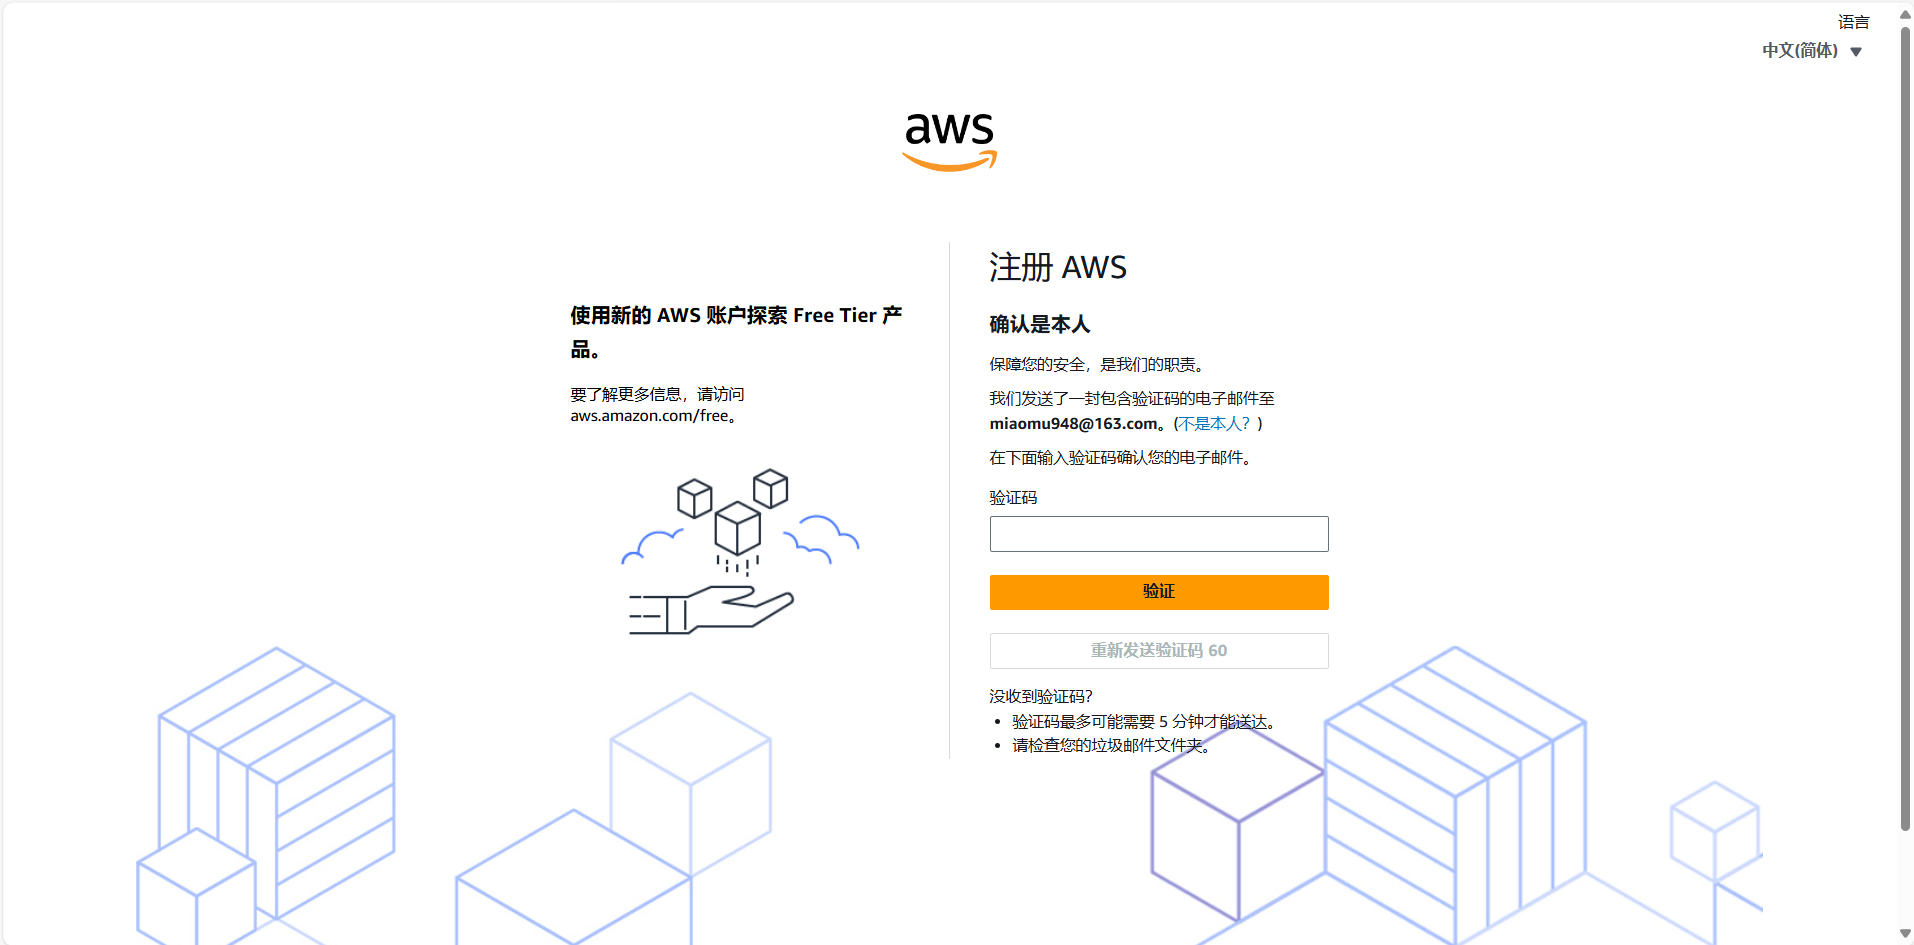 语言
中文(简体)
aws
使用新的 AWS 账户探索 Free Tier 产
品。
要了解更多信息，请访问
aws.amazon.com/free。
注册 AWS
确认是本人
保障您的安全，是我们的职责。
我们发送了一封包含验证码的电子邮件至
miaomu948@163.com。(不是本人？)
在下面输入验证码确认您的电子邮件。
验证码
验证
重新发送验证码 60
没收到验证码?
• 验证码最多可能需要 5 分钟才能送达。
• 请检查您的垃圾邮件文件夹。